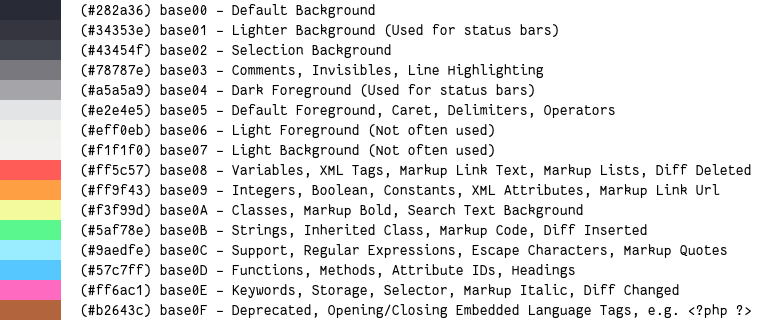 (#282a36) base00 – Default Background
(#34353e) base01 – Lighter Background (Used for status bars)
(#43454f) base02 – Selection Background
(#78787e) base03 – Comments, Invisibles, Line Highlighting
(#a5a5a9) base04 – Dark Foreground (Used for status bars)
(#e2e4e5) base05 – Default Foreground, Caret, Delimiters, Operators
(#eff0eb) base06 – Light Foreground (Not often used)
(#f1f1f0) base07 – Light Background (Not often used)
(#ff5c57) base08 – Variables, XML Tags, Markup Link Text, Markup Lists, Diff Deleted
(#ff9f43) base09 – Integers, Boolean, Constants, XML Attributes, Markup Link Url
(#f3f99d) base0A – Classes, Markup Bold, Search Text Background
(#5af78e) base0B – Strings, Inherited Class, Markup Code, Diff Inserted
(#9aedfe) base0C – Support, Regular Expressions, Escape Characters, Markup Quotes
(#57c7ff) base0D – Functions, Methods, Attribute IDs, Headings
(#ff6ac1) base0E – Keywords, Storage, Selector, Markup Italic, Diff Changed
(#b2643c) base0F – Deprecated, Opening/Closing Embedded Language Tags, e.g. <?php ?>